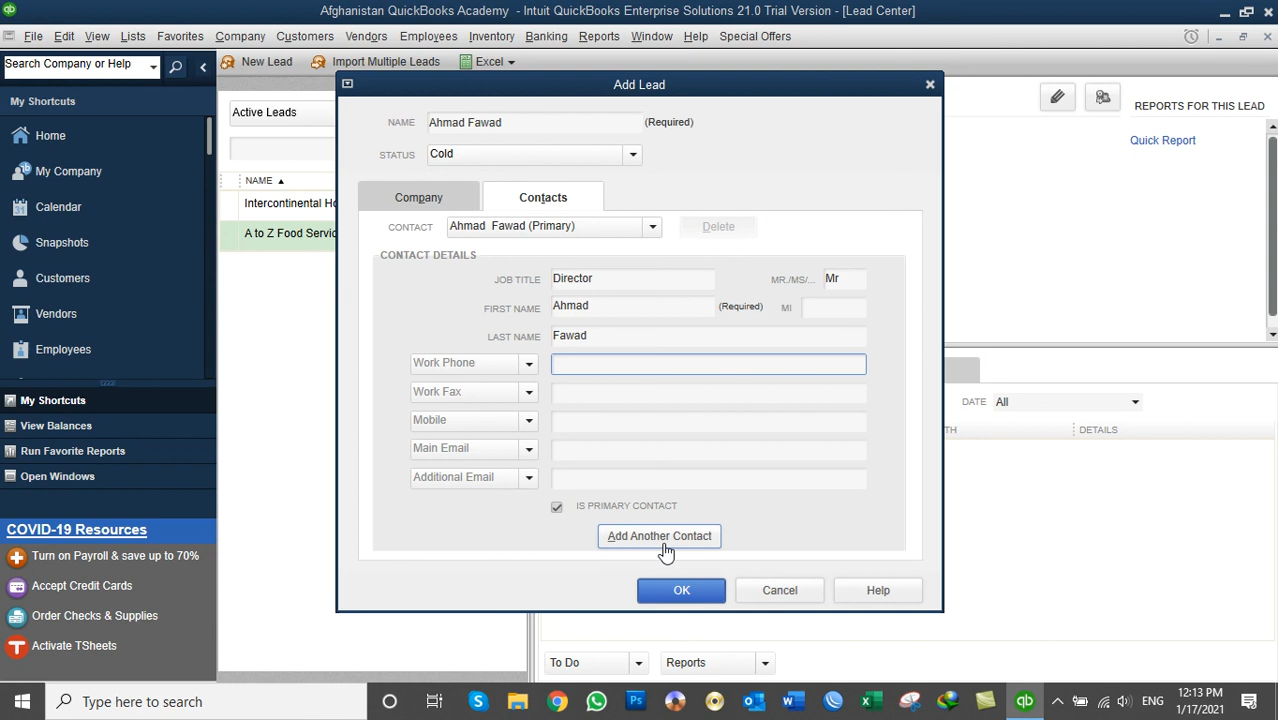 Afghanistan QuickBooks Academy - Intuit QuickBooks Enterprise Solutions 21.0 Trial Version - [Lead Center]
File Edit View Lists Favorites Company Customers Vendors Employees Inventory Banking Reports Window Help Special Offers
Search Company or Help
New Lead Import Multiple Leads Excel
My Shortcuts
Home
My Company
Calendar
Snapshots
Customers
Vendors
Employees
My Shortcuts
View Balances
Run Favorite Reports
Open Windows
COVID-19 Resources
Turn on Payroll & save up to 70%
Accept Credit Cards
Order Checks & Supplies
Activate TSheets
Active Leads
NAME
Intercontinental Ho
A to Z Food Servic
Add Lead
NAME Ahmad Fawad (Required)
STATUS Cold
Company Contacts
CONTACT Ahmad Fawad (Primary) Delete
CONTACT DETAILS
JOB TITLE Director MR./MS/... Mr
FIRST NAME Ahmad (Required) MI
LAST NAME Fawad
Work Phone
Work Fax
Mobile
Main Email
Additional Email
IS PRIMARY CONTACT
Add Another Contact
OK Cancel Help
REPORTS FOR THIS LEAD
Quick Report
DATE All
TH DETAILS
To Do Reports
Type here to search
ENG
12:13 PM
1/17/2021